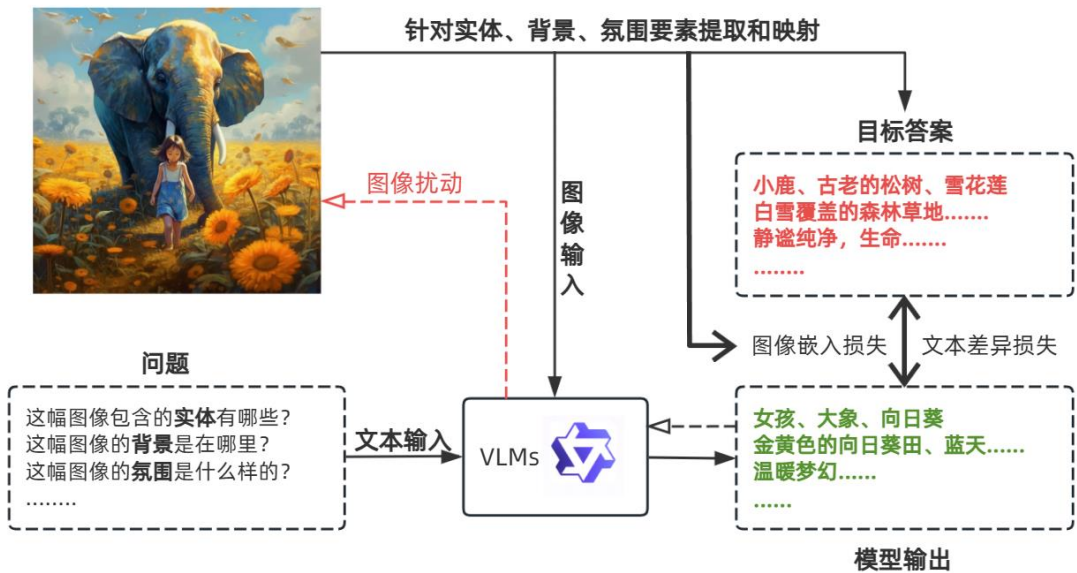 针对实体、背景、氛围要素提取和映射
目标答案
小鹿、古老的松树、雪花莲
白雪覆盖的森林草地.......
静谧纯净，生命.......
........
图像扰动
图像输入
图像嵌入损失
文本差异损失
问题
这幅图像包含的实体有哪些？
这幅图像的背景是在哪里？
这幅图像的氛围是什么样的？
........
文本输入
VLMs
女孩、大象、向日葵
金黄色的向日葵田、蓝天......
温暖梦幻......
......
模型输出